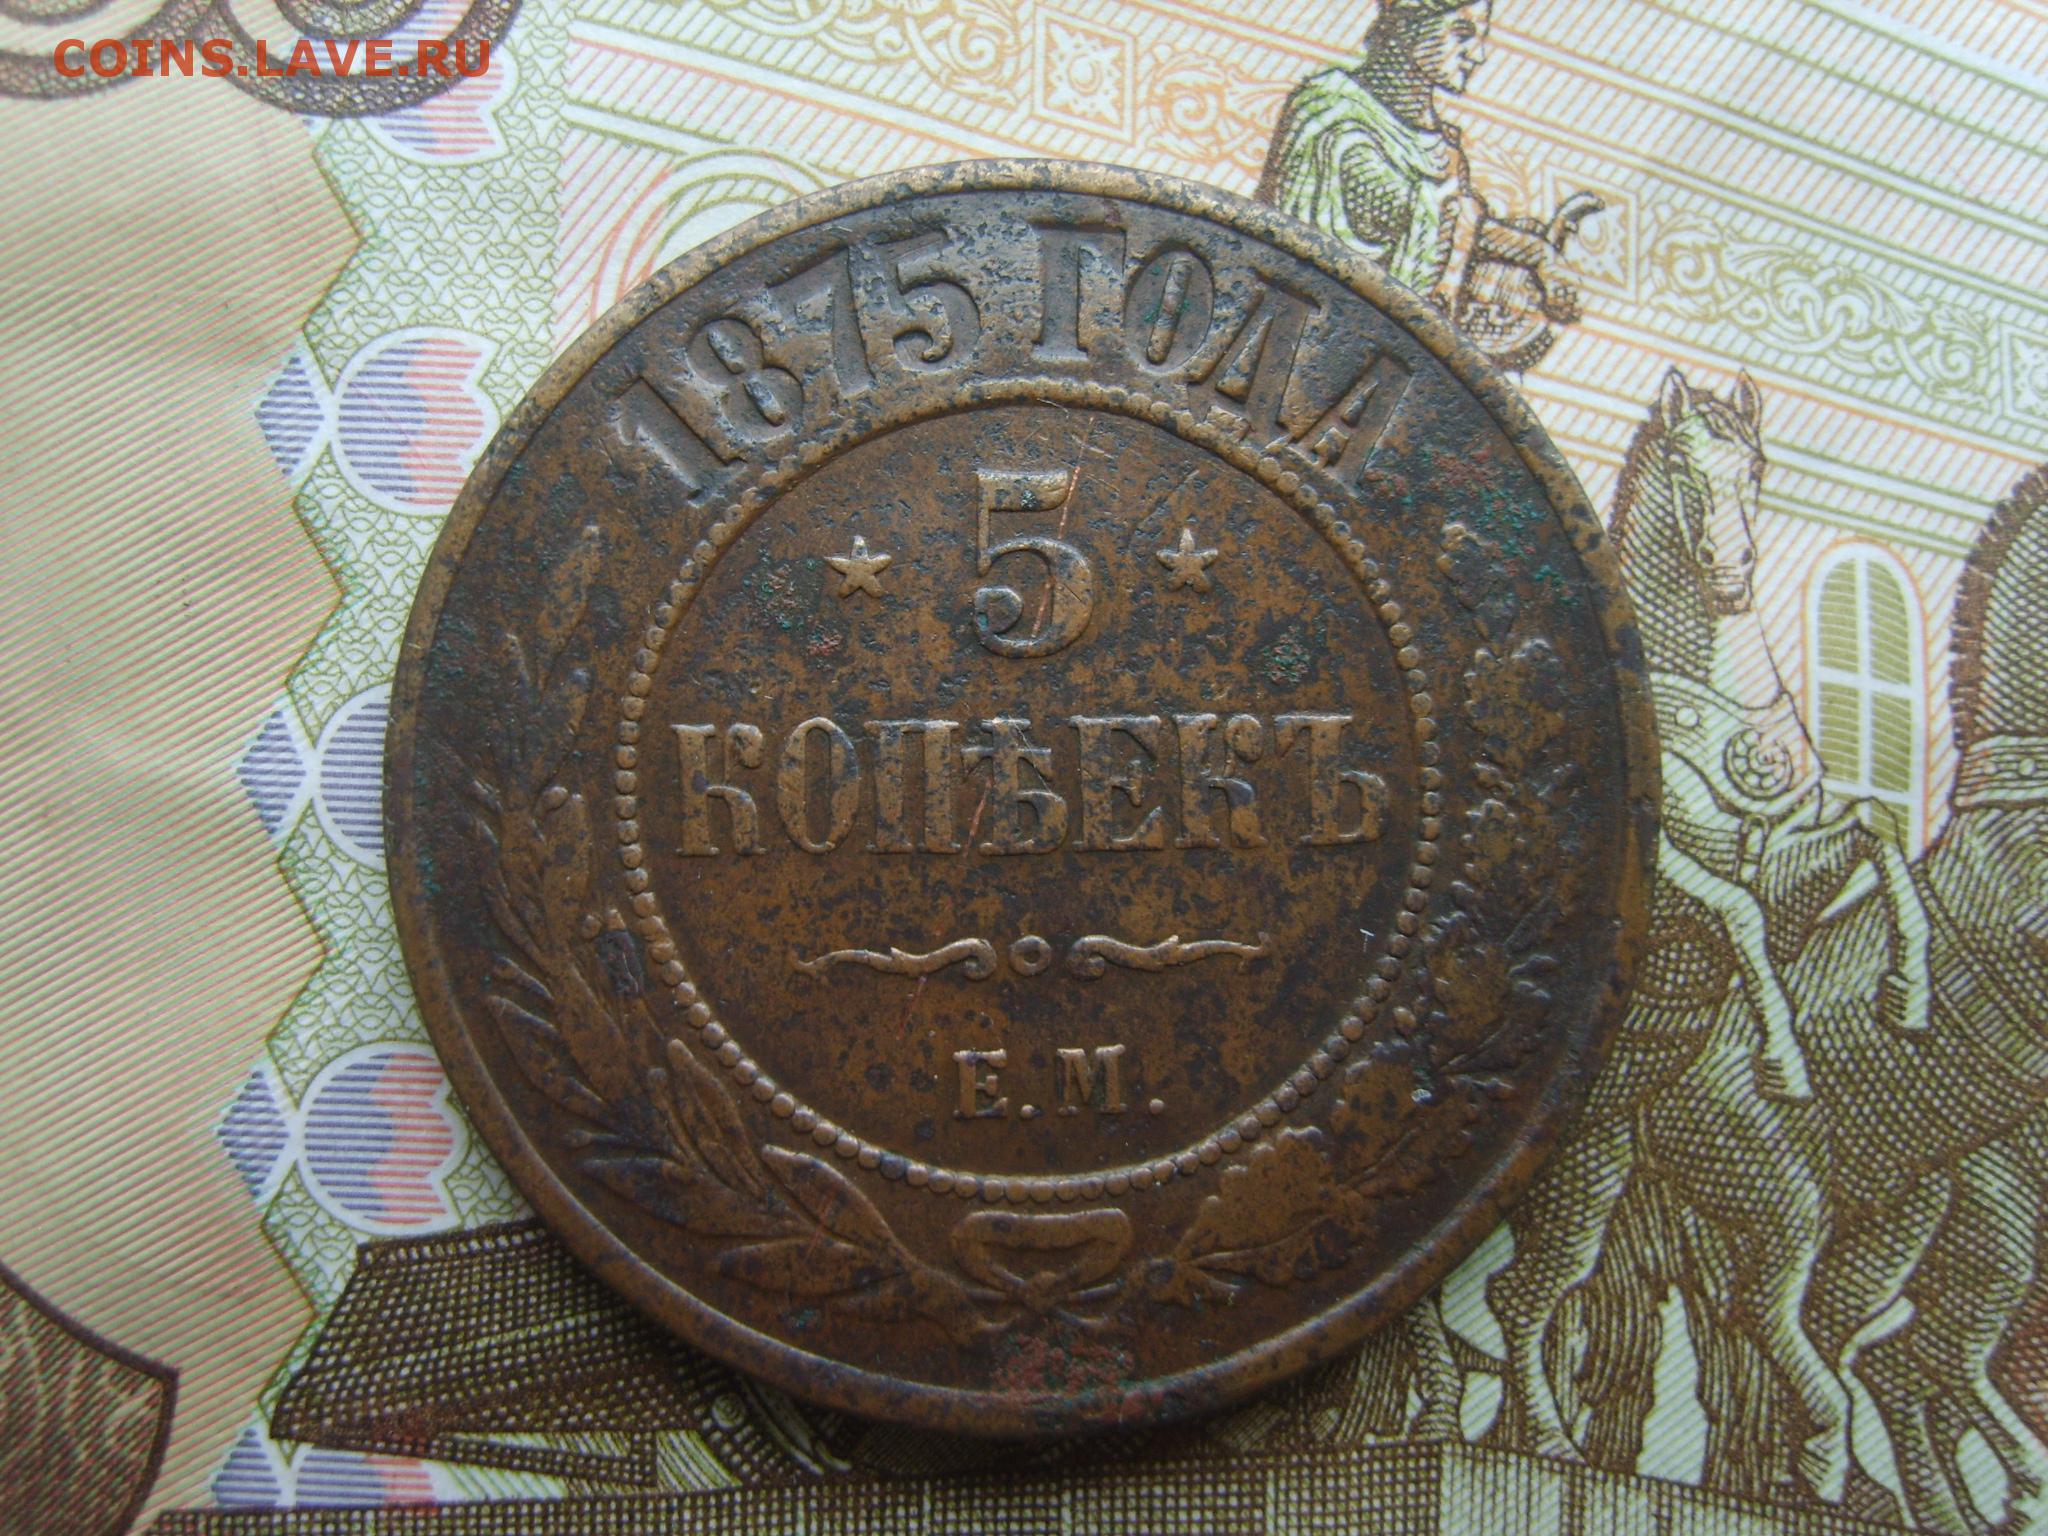 COINS.LAVE.RU
1875 ГОДА
5
КОПѢЕКЪ
Е.М.